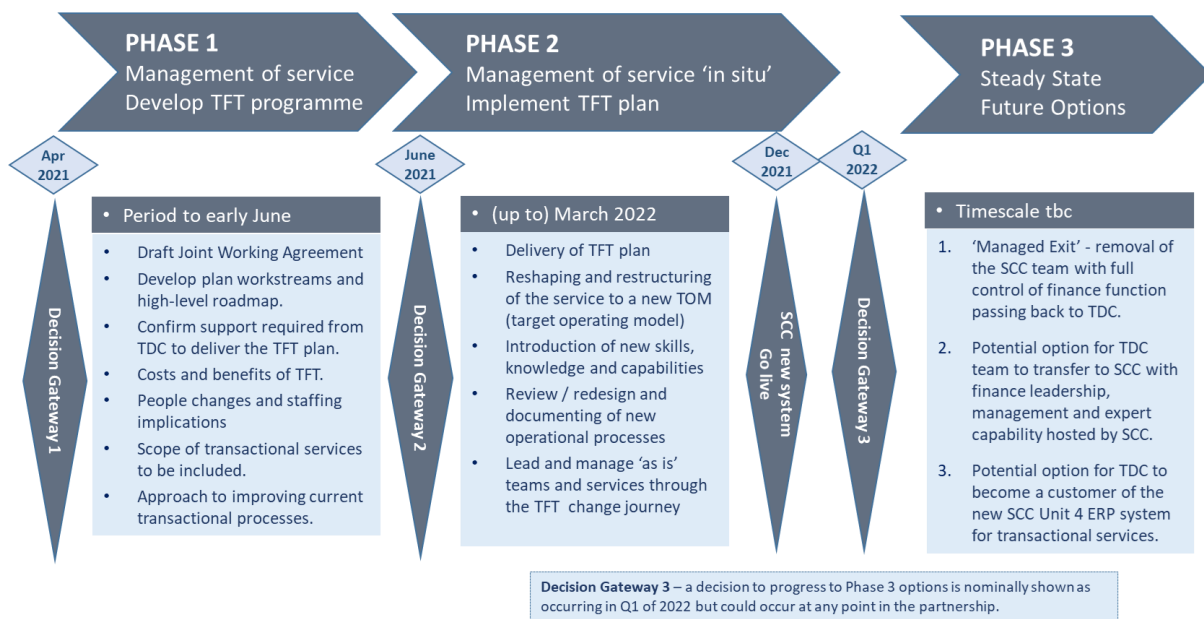 PHASE 1
Management of service
Develop TFT programme
PHASE 2
Management of service ‘in situ’
Implement TFT plan
PHASE 3
Steady State
Future Options
Apr
2021
June
2021
Dec
2021
Q1
2022
Decision Gateway 1
• Period to early June
• Draft Joint Working Agreement
• Develop plan workstreams and
high-level roadmap.
• Confirm support required from
TDC to deliver the TFT plan.
• Costs and benefits of TFT.
• People changes and staffing
implications
• Scope of transactional services
to be included.
• Approach to improving current
transactional processes.
Decision Gateway 2
• (up to) March 2022
• Delivery of TFT plan
• Reshaping and restructuring
of the service to a new TOM
(target operating model)
• Introduction of new skills,
knowledge and capabilities
• Review / redesign and
documenting of new
operational processes
• Lead and manage ‘as is’
teams and services through
the TFT change journey
SCC new system
Go live
Decision Gateway 3
• Timescale tbc
1. ‘Managed Exit’ - removal of
the SCC team with full
control of finance function
passing back to TDC.
2. Potential option for TDC
team to transfer to SCC with
finance leadership,
management and expert
capability hosted by SCC.
3. Potential option for TDC to
become a customer of the
new SCC Unit 4 ERP system
for transactional services.
Decision Gateway 3 – a decision to progress to Phase 3 options is nominally shown as
occurring in Q1 of 2022 but could occur at any point in the partnership.